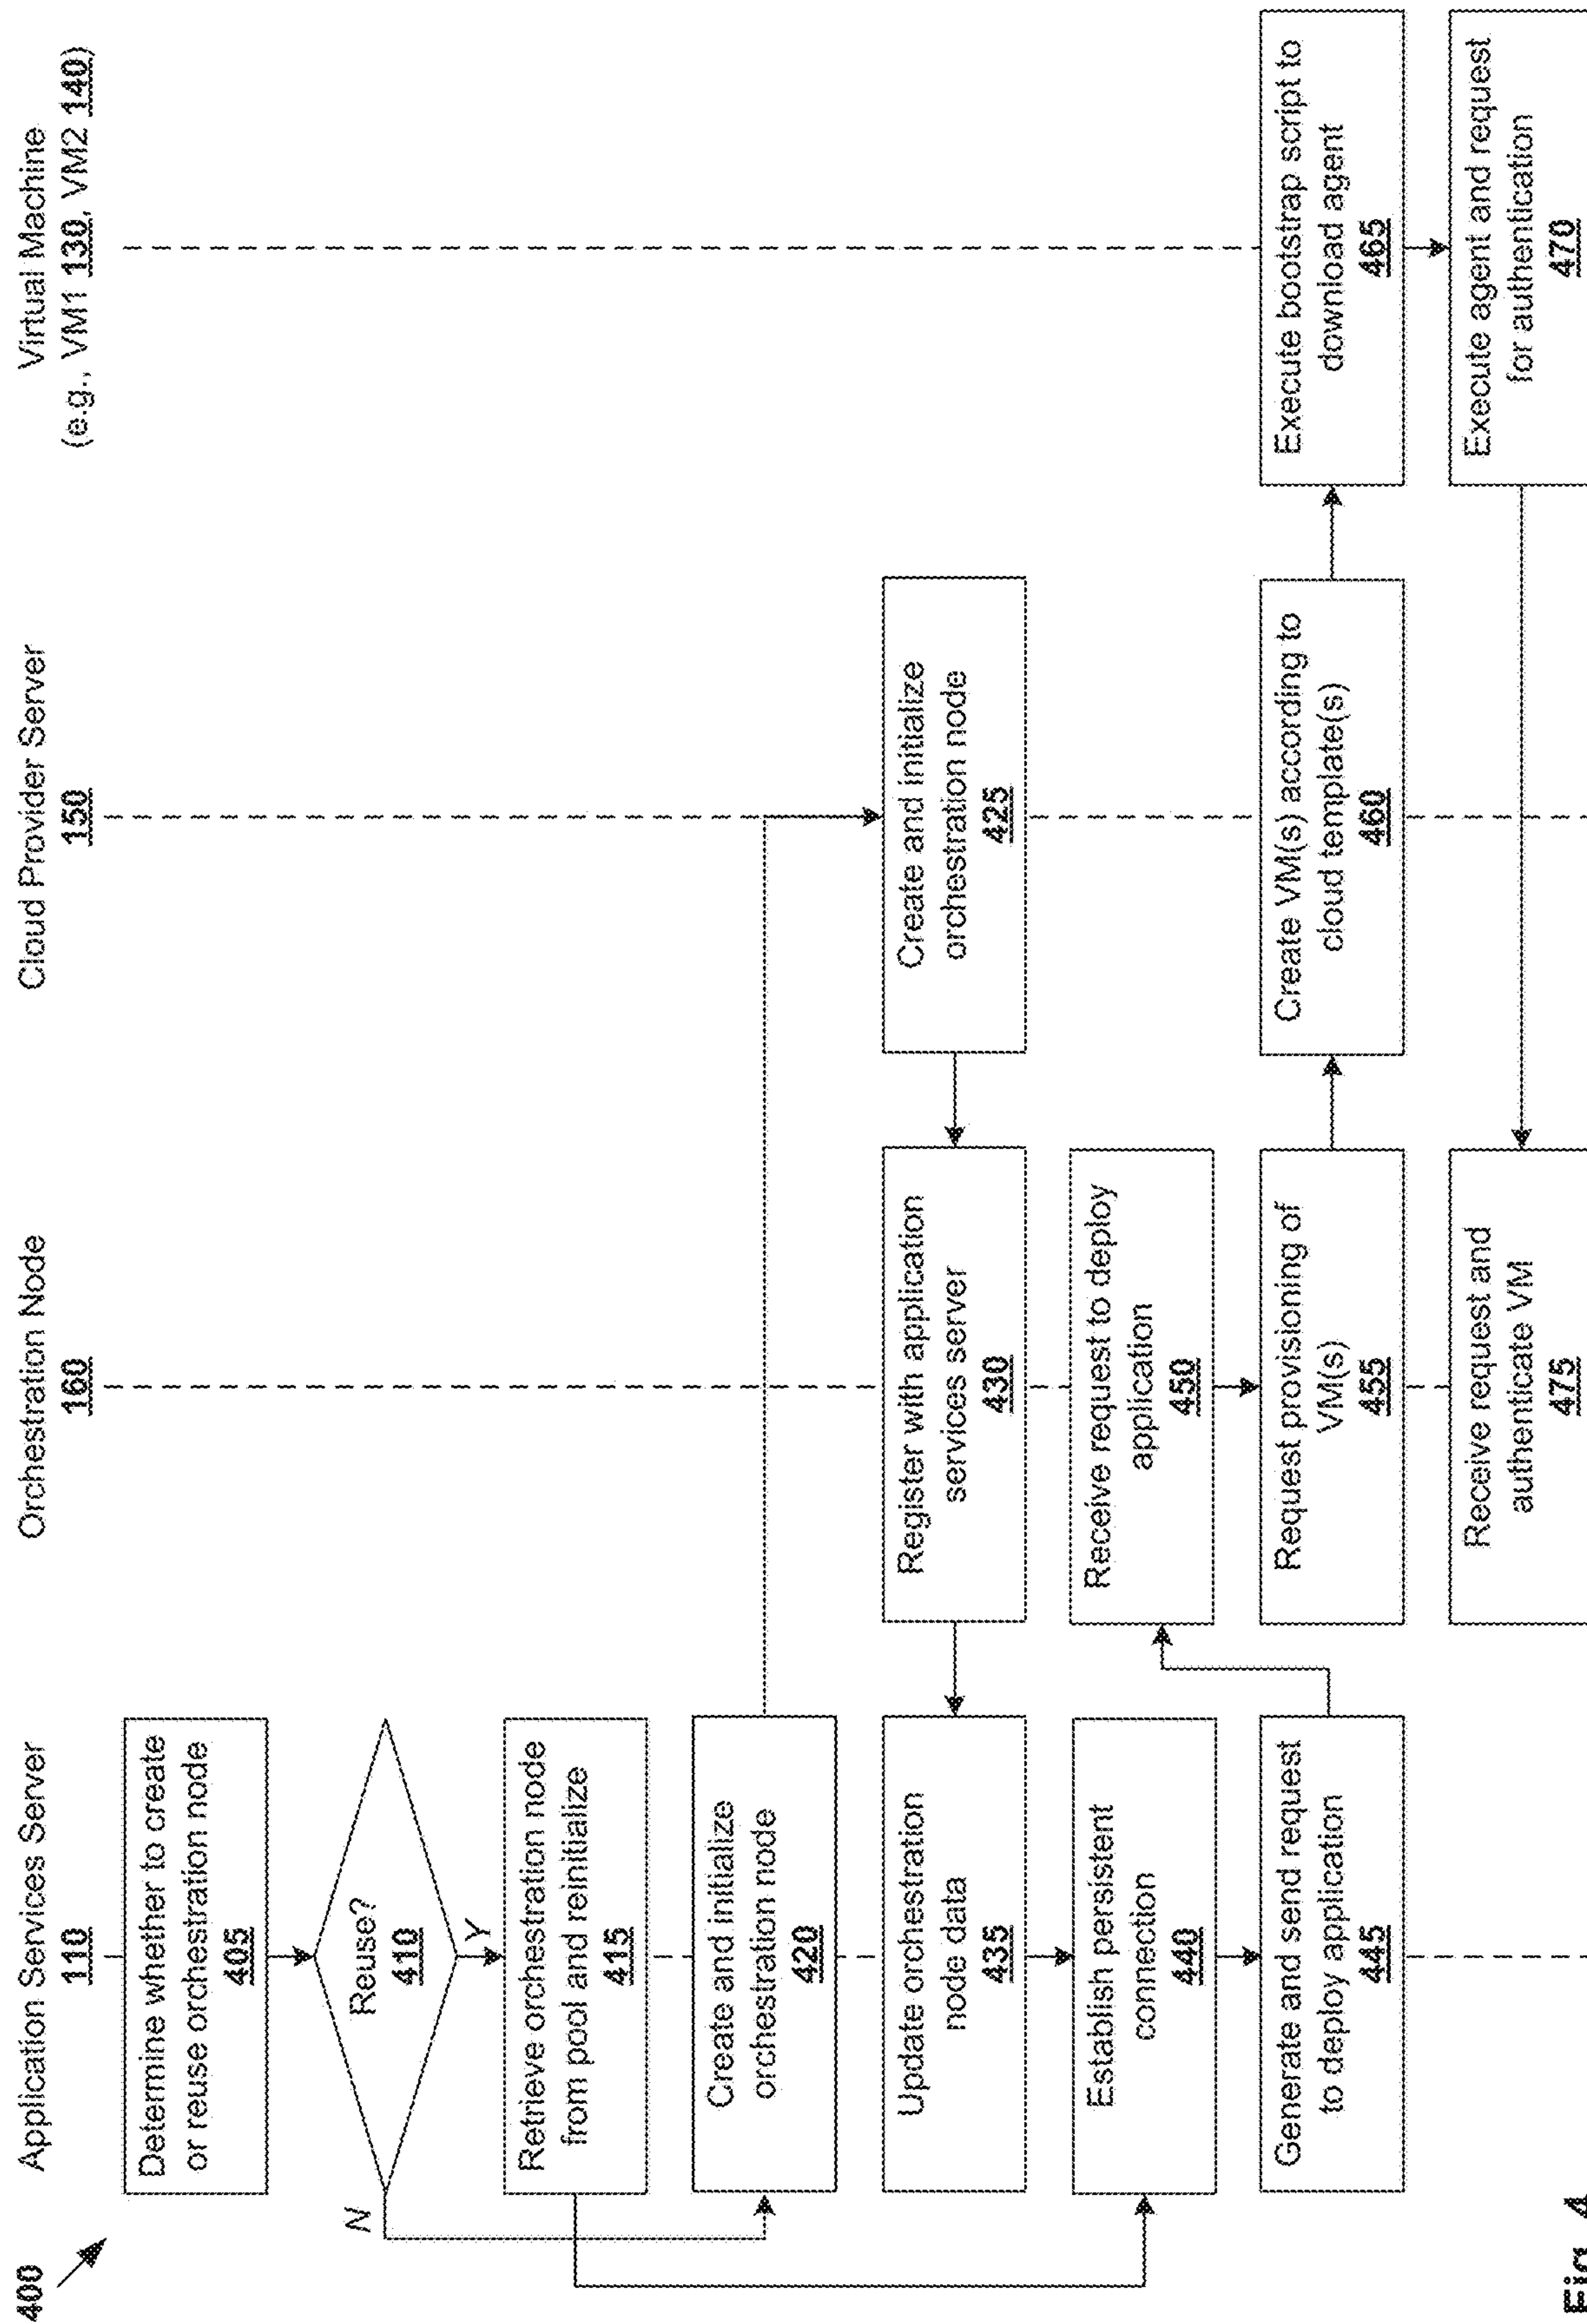 400
Application Services Server
110
Orchestration Node
160
Cloud Provider Server
150
Virtual Machine
(e.g., VM1 130, VM2 140)
Determine whether to create
or reuse orchestration node
405
Reuse?
410
N
Y
Retrieve orchestration node
from pool and reinitialize
415
Create and initialize
orchestration node
420
Create and initialize
orchestration node
425
Register with application
services server
430
Update orchestration
node data
435
Establish persistent
connection
440
Generate and send request
to deploy application
445
Receive request to deploy
application
450
Request provisioning of
VM(s)
455
Create VM(s) according to
cloud template(s)
460
Execute bootstrap script to
download agent
465
Execute agent and request
for authentication
470
Receive request and
authenticate VM
475
Fig. 4